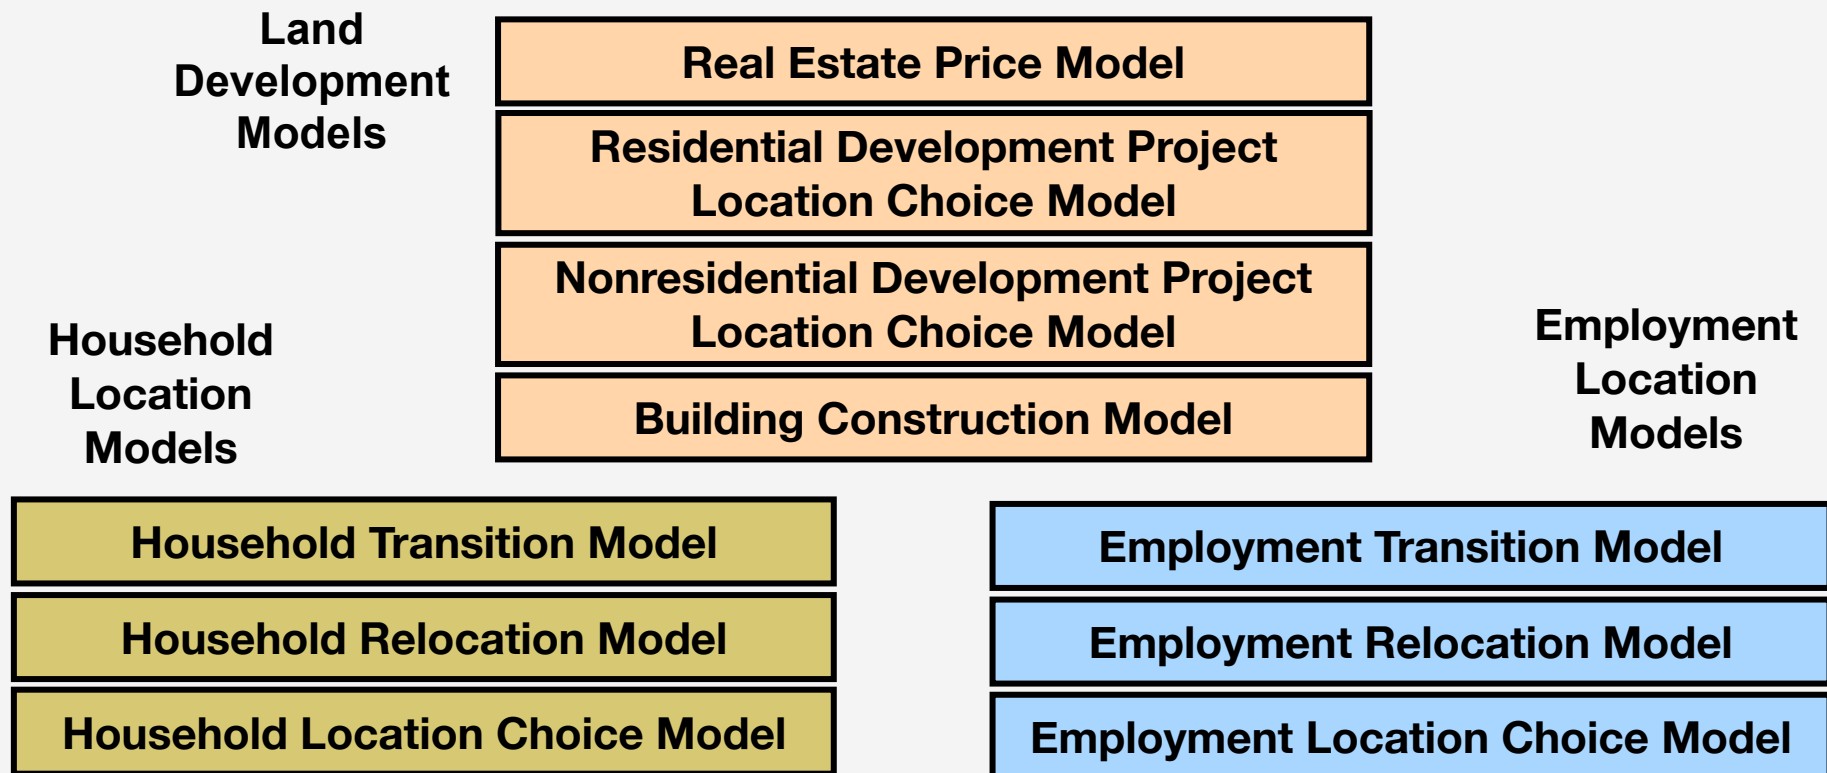 Land
Development
Models
Real Estate Price Model
Residential Development Project
Location Choice Model
Nonresidential Development Project
Location Choice Model
Building Construction Model
Household
Location
Models
Employment
Location
Models
Household Transition Model
Household Relocation Model
Household Location Choice Model
Employment Transition Model
Employment Relocation Model
Employment Location Choice Model